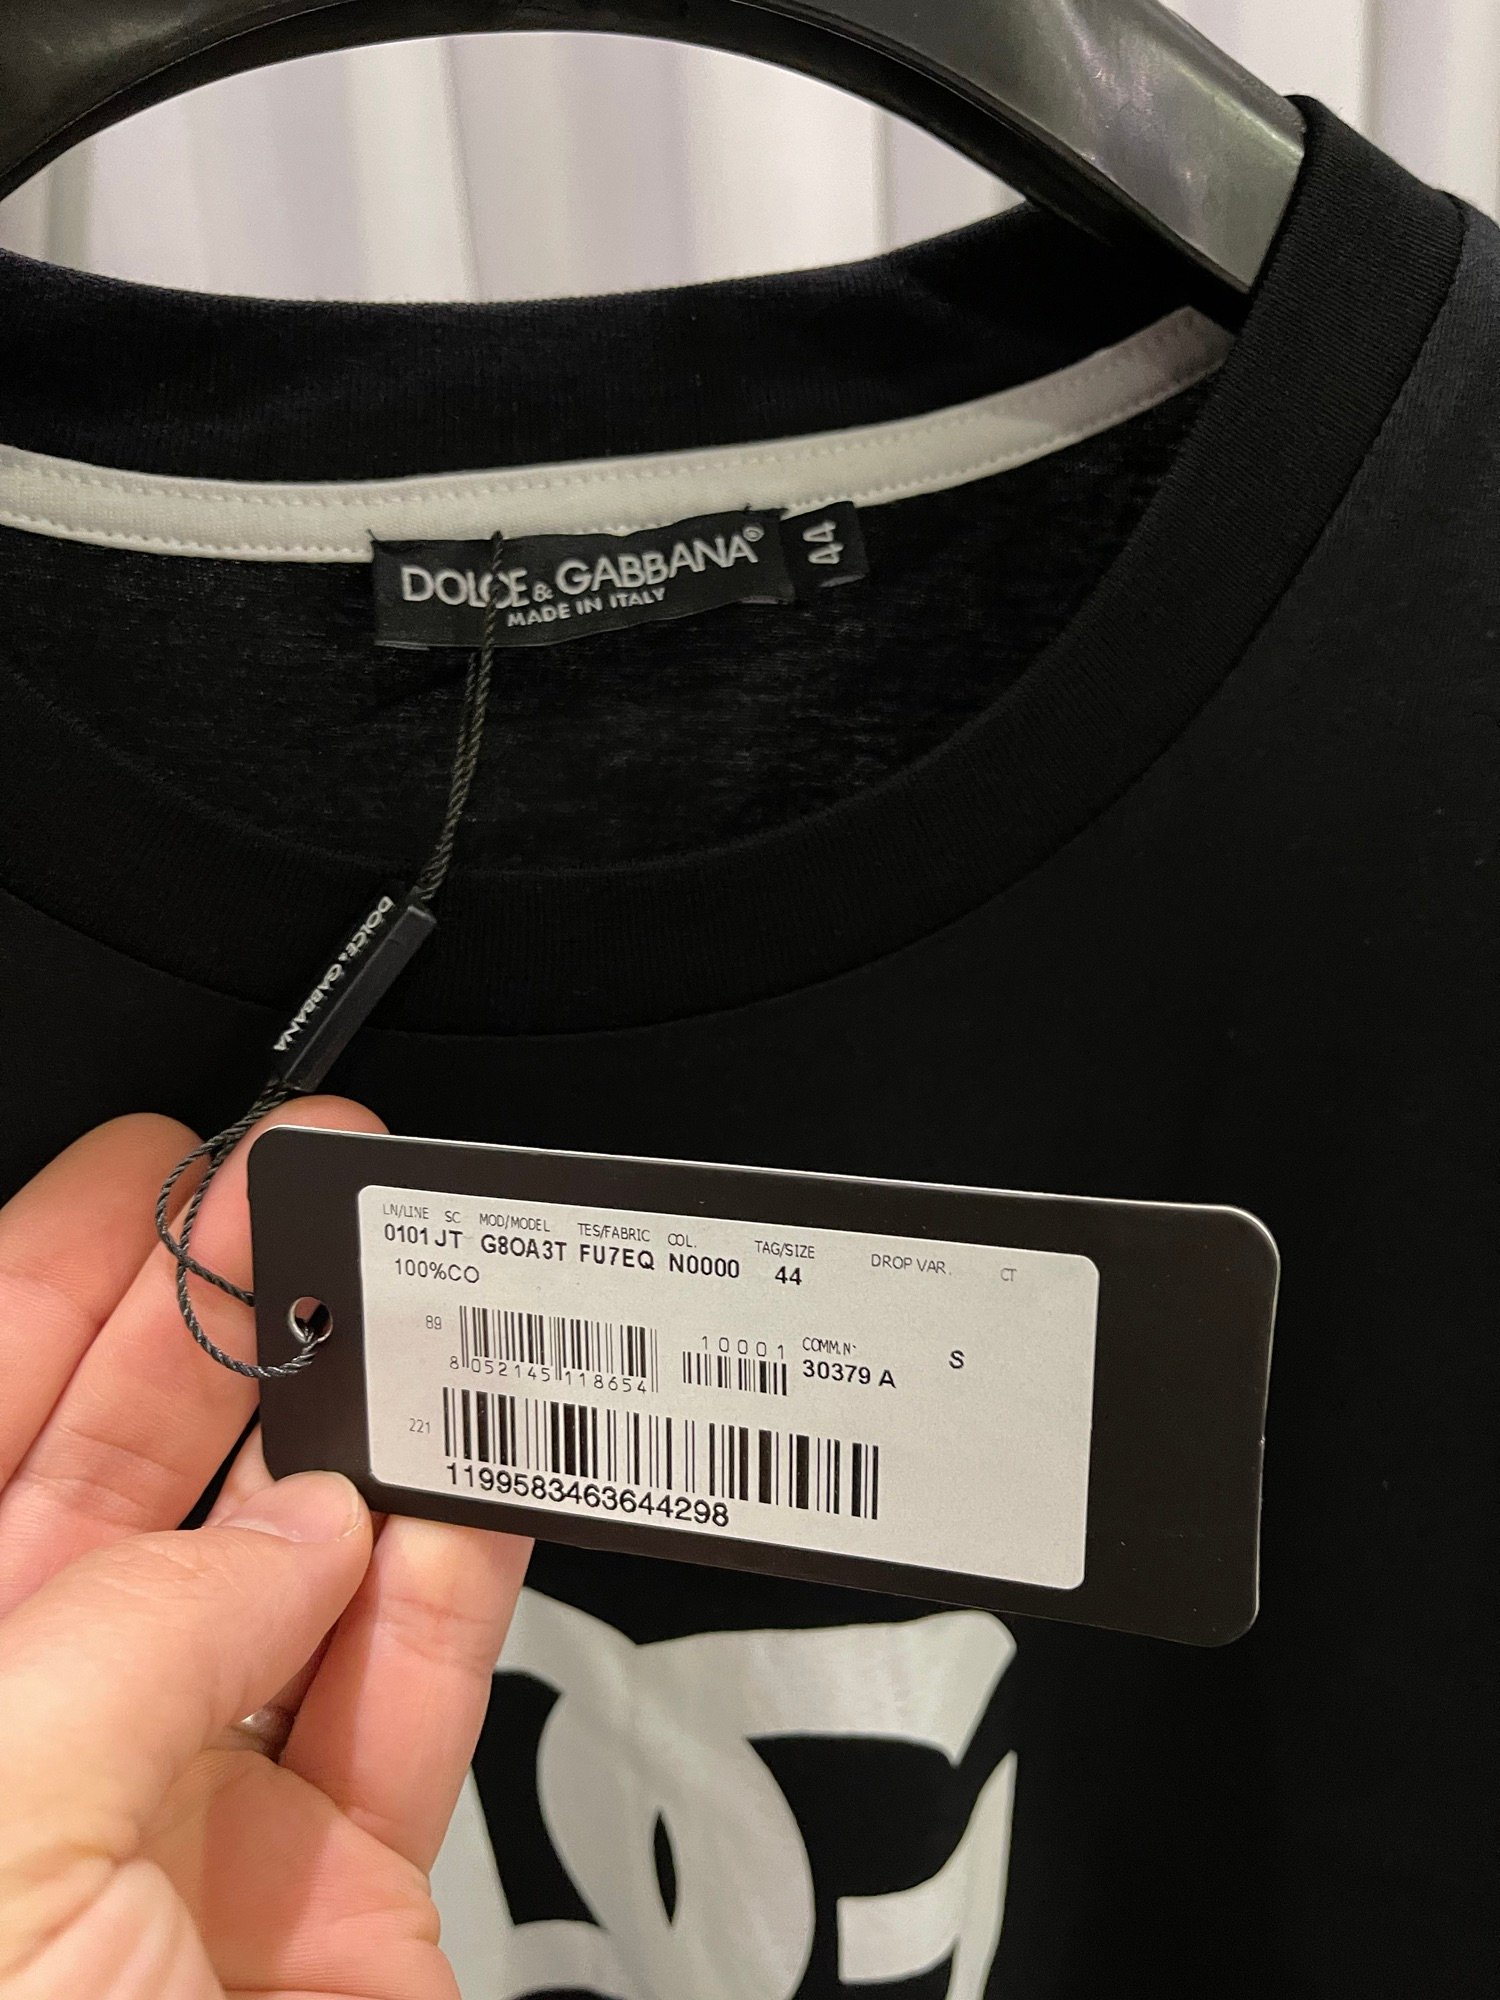 DOLCE & GABBANA®
MADE IN ITALY
44
DOLCE & GABBANA
LN/LINE SC MOD/MODEL TES/FABRIC COL. TAG/SIZE DROP VAR. CT
0101 JT G8OA3T FU7EQ N0000 44
100%CO
89
8 052145 118654
10001
COMM.N·
30379 A
S
221
1199583463644298
DG